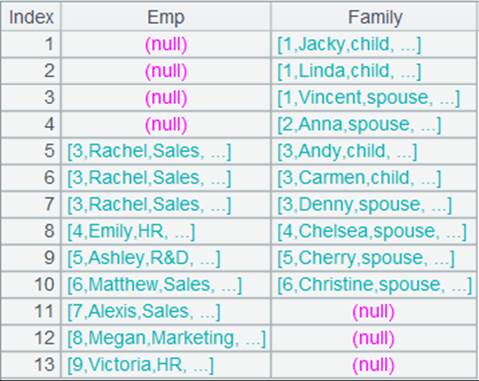 Index Emp Family
1 (null) [1,Jacky,child, ...]
2 (null) [1,Linda,child, ...]
3 (null) [1,Vincent,spouse, ...]
4 (null) [2,Anna,spouse, ...]
5 [3,Rachel,Sales, ...] [3,Andy,child, ...]
6 [3,Rachel,Sales, ...] [3,Carmen,child, ...]
7 [3,Rachel,Sales, ...] [3,Denny,spouse, ...]
8 [4,Emily,HR, ...] [4,Chelsea,spouse, ...]
9 [5,Ashley,R&D, ...] [5,Cherry,spouse, ...]
10 [6,Matthew,Sales, ...] [6,Christine,spouse, ...]
11 [7,Alexis,Sales, ...] (null)
12 [8,Megan,Marketing, ...] (null)
13 [9,Victoria,HR, ...] (null)